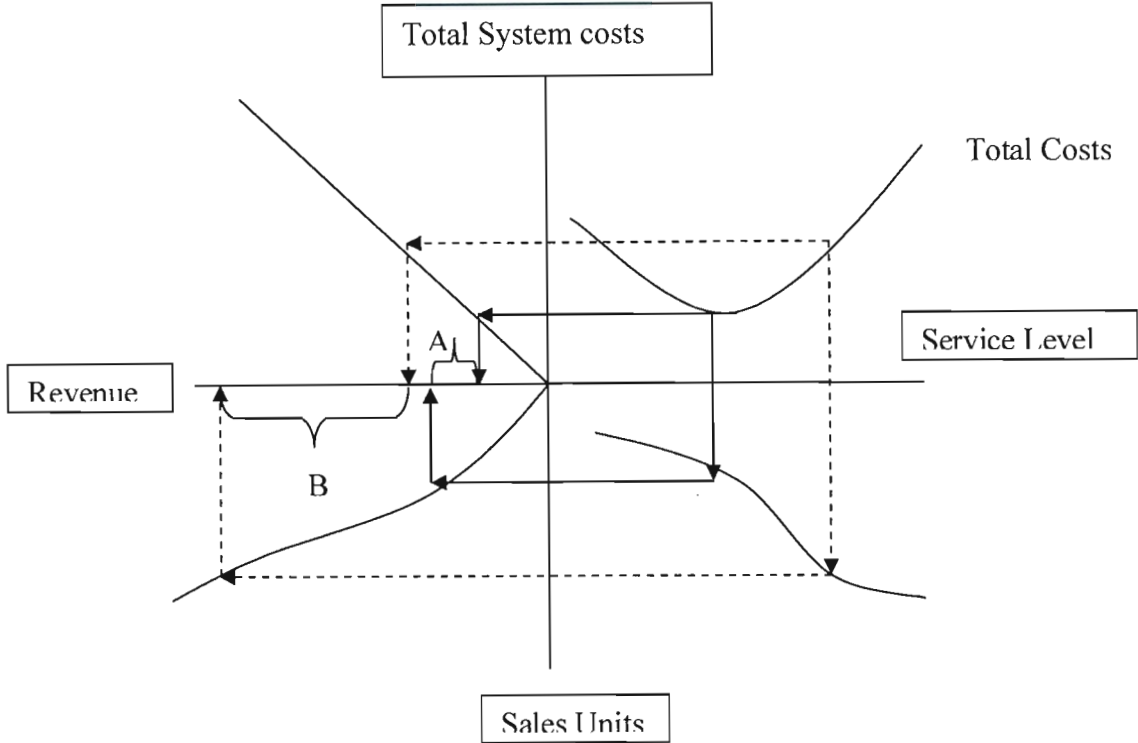 Total System costs
Total Costs
Service Level
A
Revenue
B
Sales Units